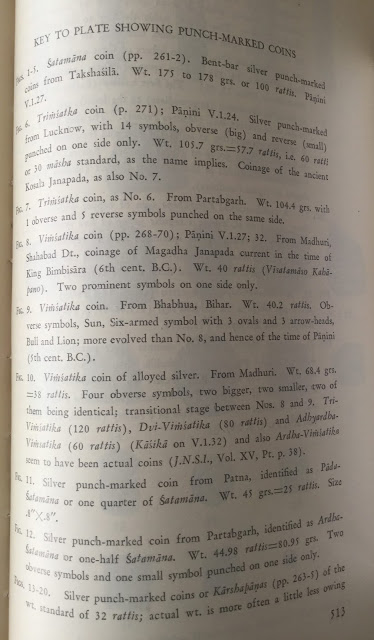 KEY TO PLATE SHOWING PUNCH-MARKED COINS
FIGS. 1-5. Śatamāna coin (pp. 261-2). Bent-bar silver punch-marked
coins from Takshaśilā. Wt. 175 to 178 grs. or 100 rattis. Pāṇini
V.1.27.
FIG. 6. Triṁśatka coin (p. 271); Pāṇini V.1.24. Silver punch-marked
from Lucknow, with 14 symbols, obverse (big) and reverse (small)
punched on one side only. Wt. 105.7 grs.=57.7 rattis, i.e. 60 ratti
or 30 māsha standard, as the name implies. Coinage of the ancient
Kosala Janapada, as also No. 7.
FIG. 7. Triṁśatka coin, as No. 6. From Partabgarh. Wt. 104.4 grs. with
1 obverse and 5 reverse symbols punched on the same side.
FIG. 8. Viṁśatika coin (pp. 268-70); Pāṇini V.1.27; 32. From Madhuri,
Shahabad Dt., coinage of Magadha Janapada current in the time of
King Bimbisāra (6th cent. B.C.). Wt. 40 rattis (Vīsatamāso Kahā-
paṇo). Two prominent symbols on one side only.
FIG. 9. Viṁśatika coin. From Bhabhua, Bihar. Wt. 40.2 rattis. Ob-
verse symbols, Sun, Six-armed symbol with 3 ovals and 3 arrow-heads,
Bull and Lion; more evolved than No. 8, and hence of the time of Pāṇini
(5th cent. B.C.).
FIG. 10. Viṁśatika coin of alloyed silver. From Madhuri. Wt. 68.4 grs.
=38 rattis. Four obverse symbols, two bigger, two smaller, two of
them being identical; transitional stage between Nos. 8 and 9. Tri-
Viṁśatika (120 rattis), Dvi-Viṁśatika (80 rattis) and Adhyardha-
Viṁśatika (60 rattis) (Kāśikā on V.1.32) and also Ardha-Viṁśatika
seem to have been actual coins (J.N.S.I., Vol. XV, Pt. p. 38).
FIG. 11. Silver punch-marked coin from Patna, identified as Pāda-
Śatamāna or one quarter of Śatamāna. Wt. 45 grs.=25 rattis. Size
.8"×.8".
FIG. 12. Silver punch-marked coin from Partabgarh, identified as Ardha-
Śatamāna or one-half Śatamāna. Wt. 44.98 rattis=80.95 grs. Two
obverse symbols and one small symbol punched on one side only.
FIGS. 13-20. Silver punch-marked coins or Kārshapāṇas (pp. 263-5) of the
wt. standard of 32 rattis; actual wt. is more often a little less owing
513